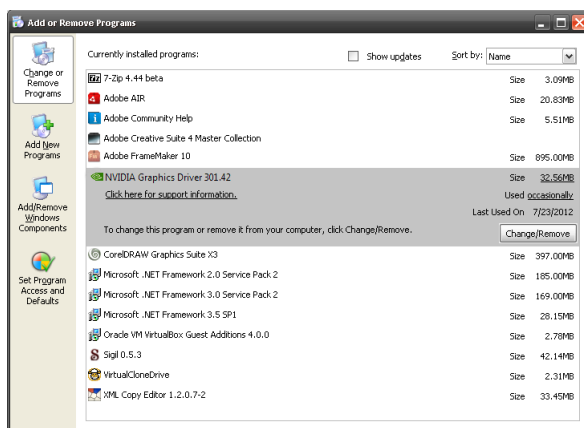 Add or Remove Programs
Change or
Remove
Programs
Add New
Programs
Add/Remove
Windows
Components
Set Program
Access and
Defaults
Currently installed programs: Show updates Sort by: Name
7-Zip 4.44 beta Size 3.09MB
Adobe AIR Size 20.83MB
Adobe Community Help Size 5.51MB
Adobe Creative Suite 4 Master Collection
Adobe FrameMaker 10 Size 895.00MB
NVIDIA Graphics Driver 301.42 Size 32.56MB
Click here for support information. Used occasionally
Last Used On 7/23/2012
To change this program or remove it from your computer, click Change/Remove. Change/Remove
CorelDRAW Graphics Suite X3 Size 397.00MB
Microsoft .NET Framework 2.0 Service Pack 2 Size 185.00MB
Microsoft .NET Framework 3.0 Service Pack 2 Size 169.00MB
Microsoft .NET Framework 3.5 SP1 Size 28.15MB
Oracle VM VirtualBox Guest Additions 4.0.0 Size 2.78MB
Sigil 0.5.3 Size 42.14MB
VirtualCloneDrive Size 2.31MB
XML Copy Editor 1.2.0.7-2 Size 33.45MB